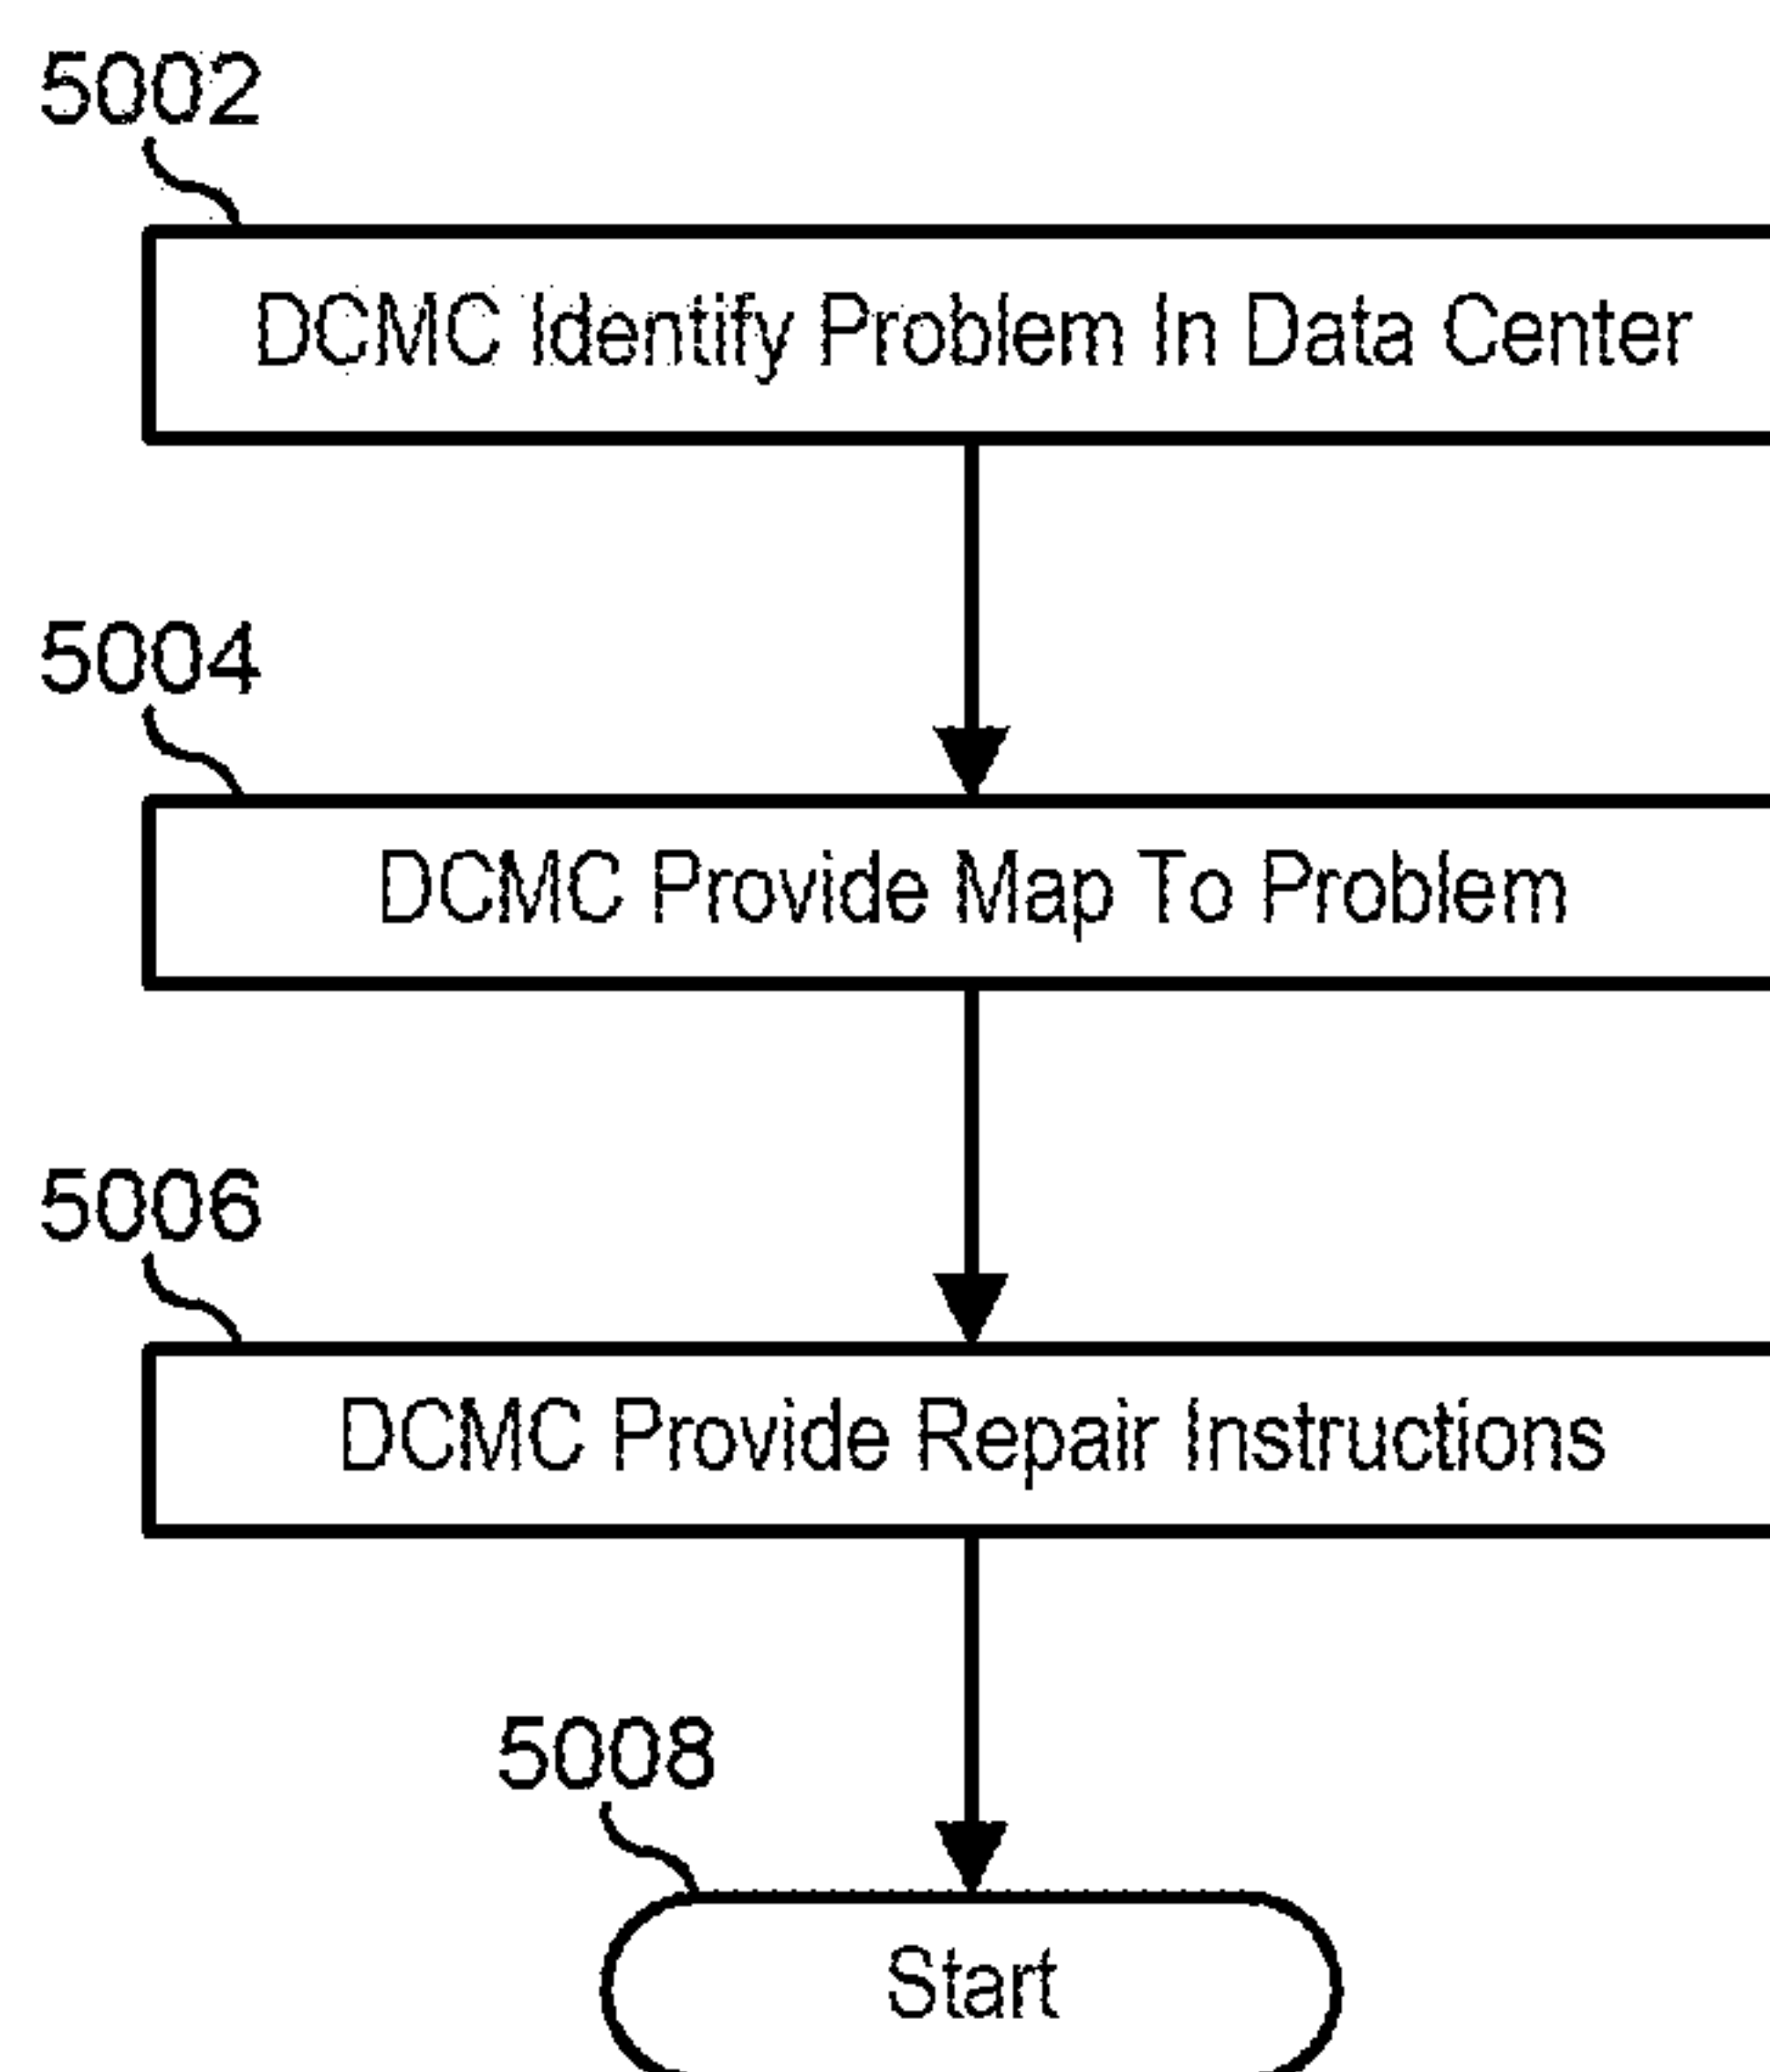 5002
DCMC Identify Problem In Data Center
5004
DCMC Provide Map To Problem
5006
DCMC Provide Repair Instructions
5008
Start